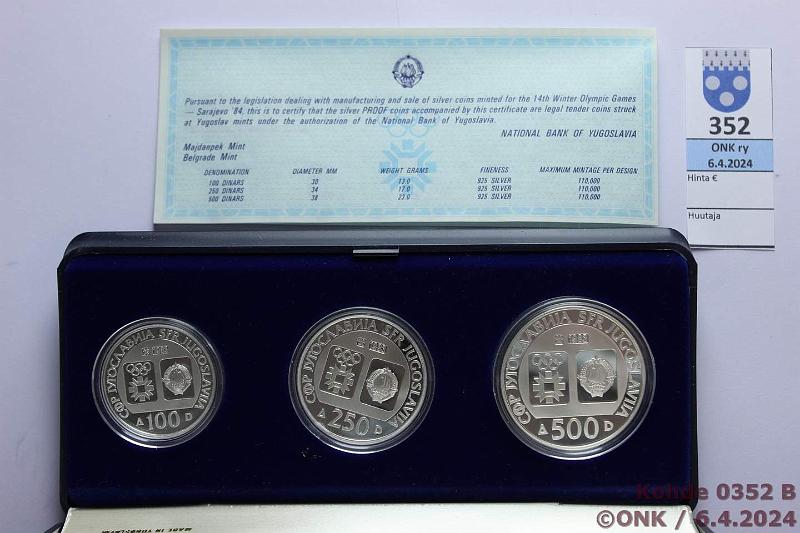 Pursuant to the legislation dealing with manufacturing and sale of silver coins minted for the 14th Winter Olympic Games
— Sarajevo '84, this is to certify that the silver PROOF coins accompanied by this certificate are legal tender coins struck
at Yugoslav mints under the authorization of the National Bank of Yugoslavia.
NATIONAL BANK OF YUGOSLAVIA
Majdanpek Mint
Belgrade Mint
DENOMINATION DIAMETER MM WEIGHT GRAMS FINENESS MAXIMUM MINTAGE PER DESIGN
100 DINARS 30 13.0 925 SILVER 110,000
250 DINARS 34 17.0 925 SILVER 110,000
500 DINARS 38 23.0 925 SILVER 110,000
352
ONK ry
6.4.2024
Hinta €
Huutaja
СФР ЈУГОСЛАВИЈА SFR JUGOSLAVIJA
Д 100 D
СФР ЈУГОСЛАВИЈА SFR JUGOSLAVIJA
Д 250 D
СФР ЈУГОСЛАВИЈА SFR JUGOSLAVIJA
Д 500 D
MADE IN YUGOSLAVIA
Kohde 0352 B
©ONK / 6.4.2024